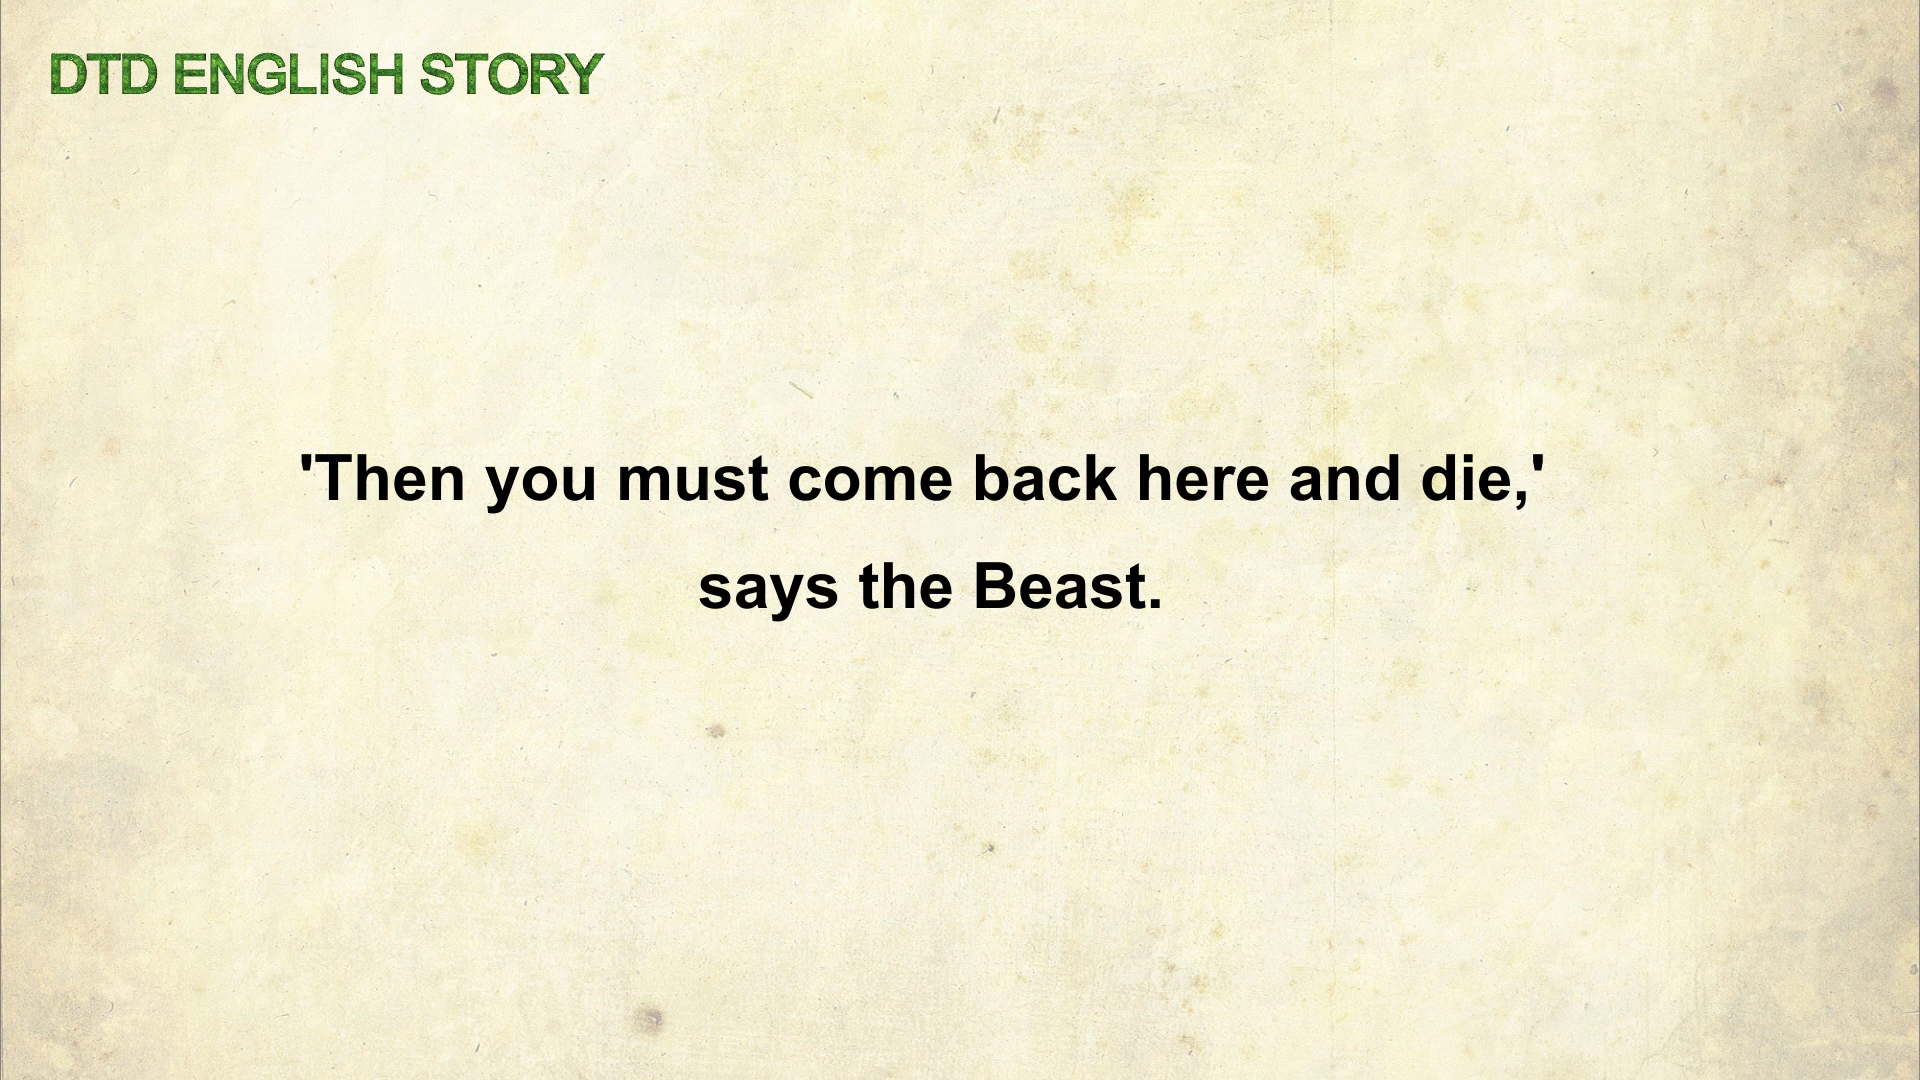 DTD ENGLISH STORY
'Then you must come back here and die,'
says the Beast.